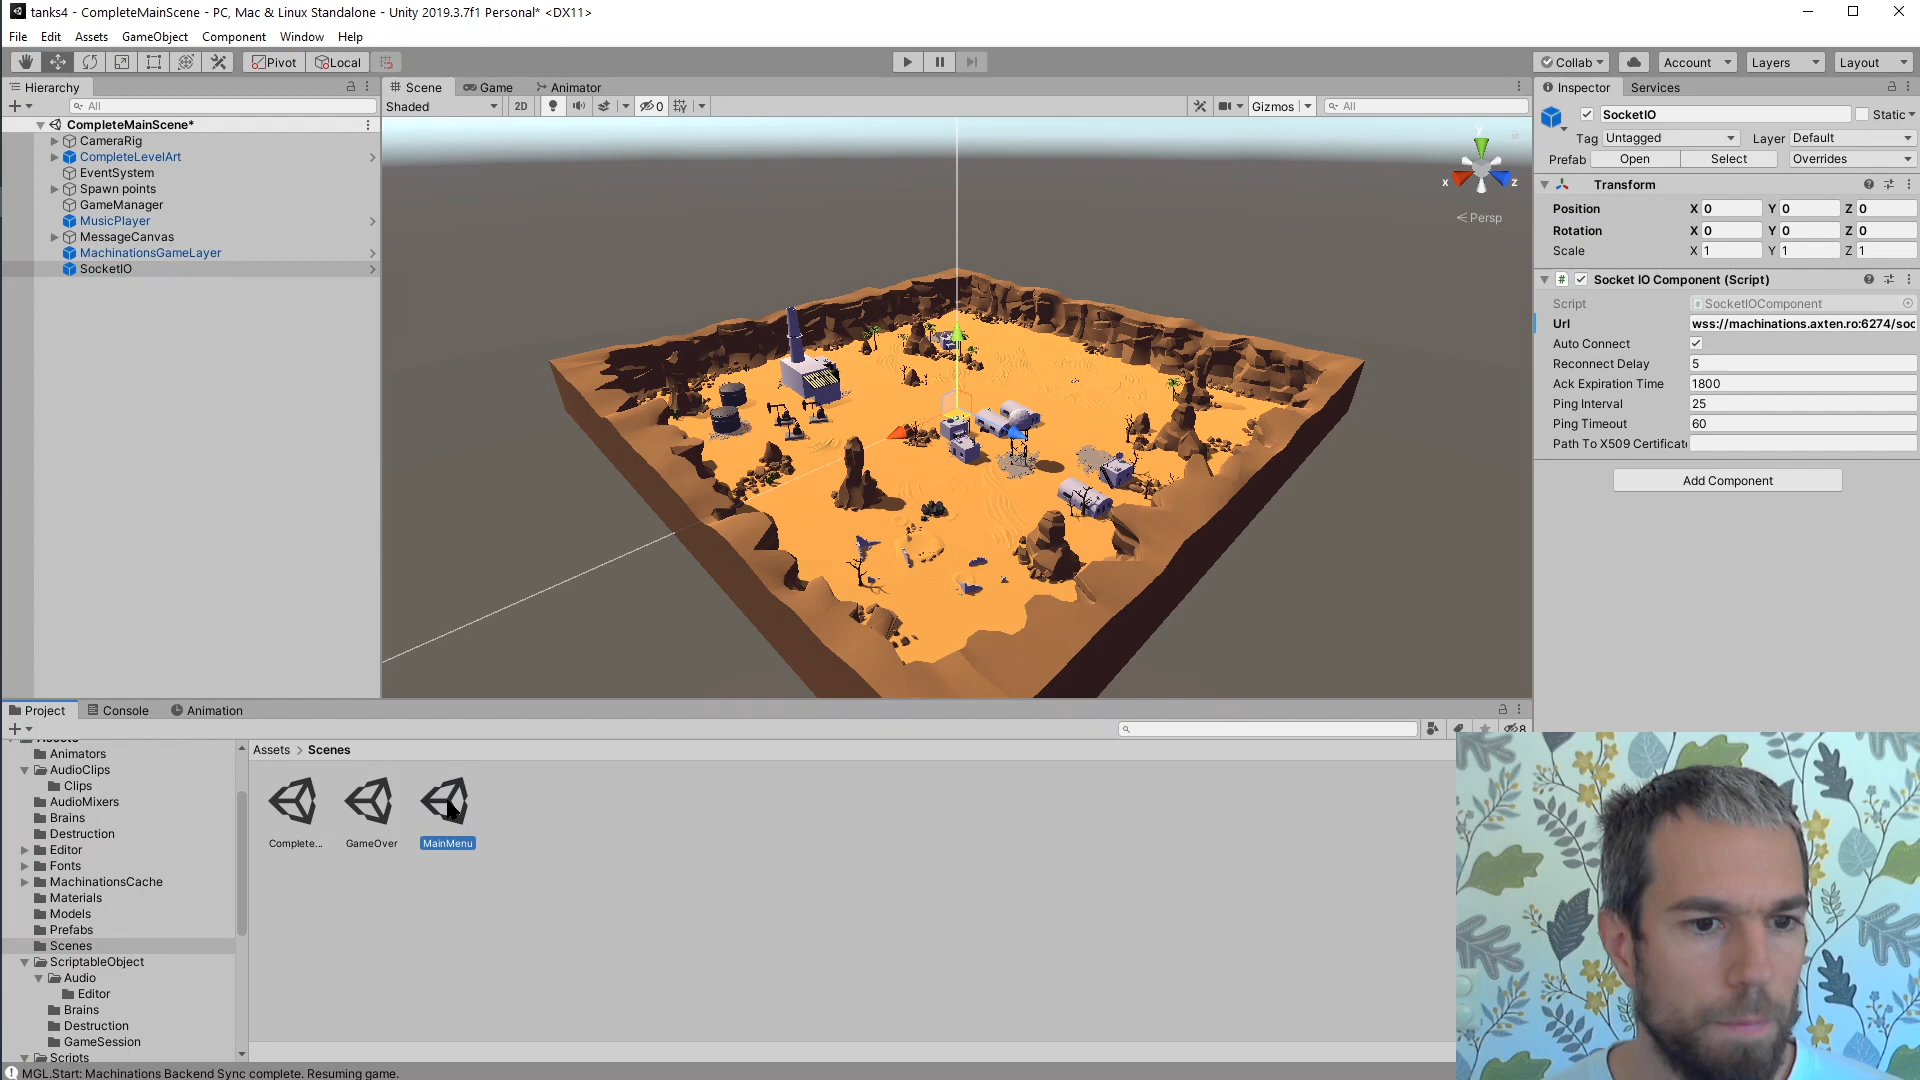 tanks4 - CompleteMainScene - PC, Mac & Linux Standalone - Unity 2019.3.7f1 Personal* <DX11>
File Edit Assets GameObject Component Window Help
Pivot Local Collab Account Layers Layout
Hierarchy
All
CompleteMainScene*
CameraRig
CompleteLevelArt
EventSystem
Spawn points
GameManager
MusicPlayer
MessageCanvas
MachinationsGameLayer
SocketIO
Scene Game Animator
Shaded 2D 0 Gizmos All
y
x z
Persp
Inspector Services
SocketIO Static
Tag Untagged Layer Default
Prefab Open Select Overrides
Transform
Position X 0 Y 0 Z 0
Rotation X 0 Y 0 Z 0
Scale X 1 Y 1 Z 1
# Socket IO Component (Script)
Script SocketIOComponent
Url wss://machinations.axten.ro:6274/soc
Auto Connect
Reconnect Delay 5
Ack Expiration Time 1800
Ping Interval 25
Ping Timeout 60
Path To X509 Certificat
Add Component
Project Console Animation
8
Animators
AudioClips
Clips
AudioMixers
Brains
Destruction
Editor
Fonts
MachinationsCache
Materials
Models
Prefabs
Scenes
ScriptableObject
Audio
Editor
Brains
Destruction
GameSession
Scripts
Assets > Scenes
Complete... GameOver MainMenu
MGL.Start: Machinations Backend Sync complete. Resuming game.